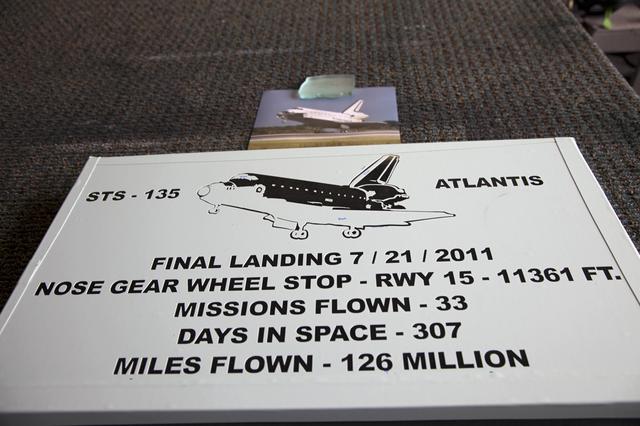 STS - 135
ATLANTIS
FINAL LANDING 7 / 21 / 2011
NOSE GEAR WHEEL STOP - RWY 15 - 11361 FT.
MISSIONS FLOWN - 33
DAYS IN SPACE - 307
MILES FLOWN - 126 MILLION